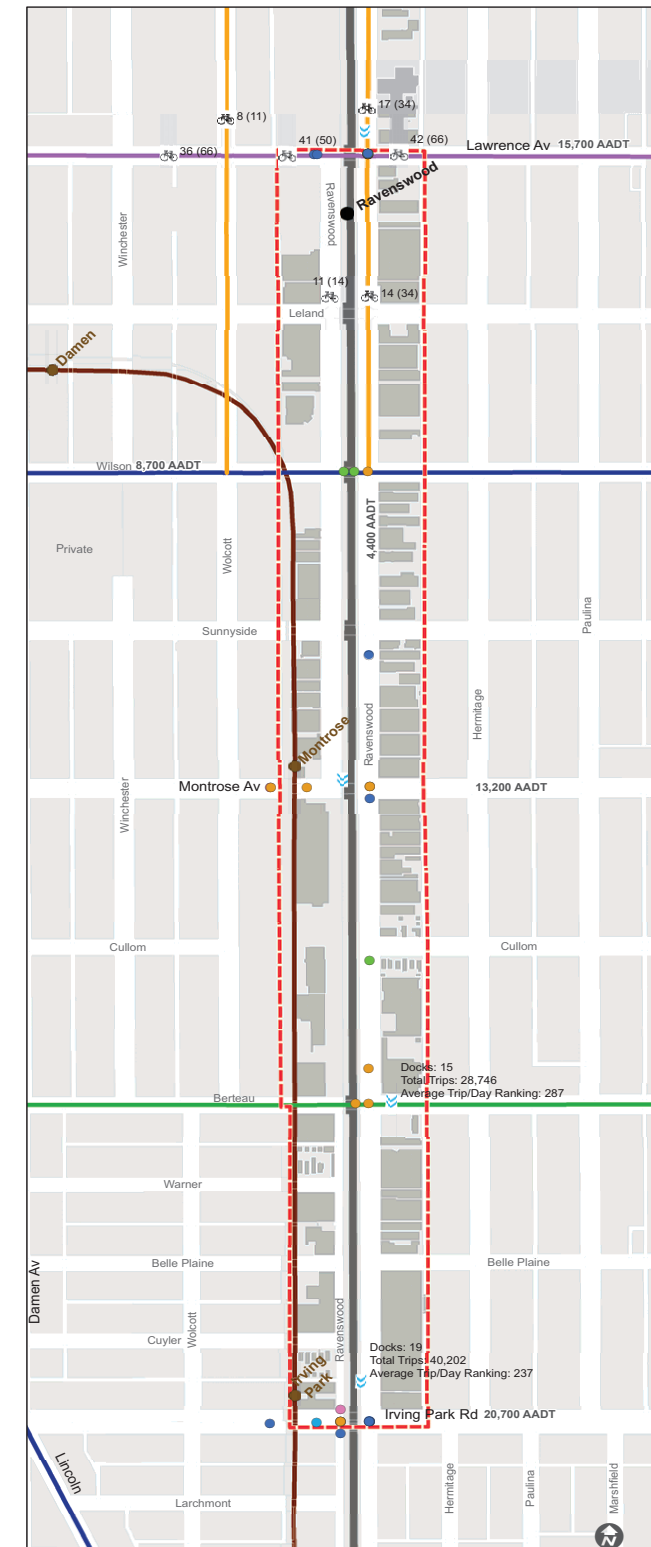 17 (34)
8 (11)
41 (50)
42 (66)
36 (66)
Lawrence Av 15,700 AADT
Ravenswood
Ravenswood
Winchester
11 (14)
14 (34)
Leland
Damen
Wilson 8,700 AADT
4,400 AADT
Private
Wolcott
Sunnyside
Paulina
Hermitage
Ravenswood
Montrose
Montrose Av
13,200 AADT
Winchester
Cullom
Cullom
Docks: 15
Total Trips: 28,746
Average Trip/Day Ranking: 287
Berteau
Warner
Belle Plaine
Belle Plaine
Damen Av
Wolcott
Ravenswood
Cuyler
Docks: 19
Total Trips: 40,202
Average Trip/Day Ranking: 237
Irving
Park
Irving Park Rd 20,700 AADT
Lincoln
Larchmont
Hermitage
Paulina
Marshfield
N